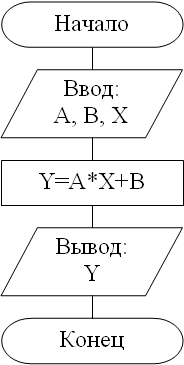 Начало
Ввод:
A, B, X
Y=A*X+B
Вывод:
Y
Конец